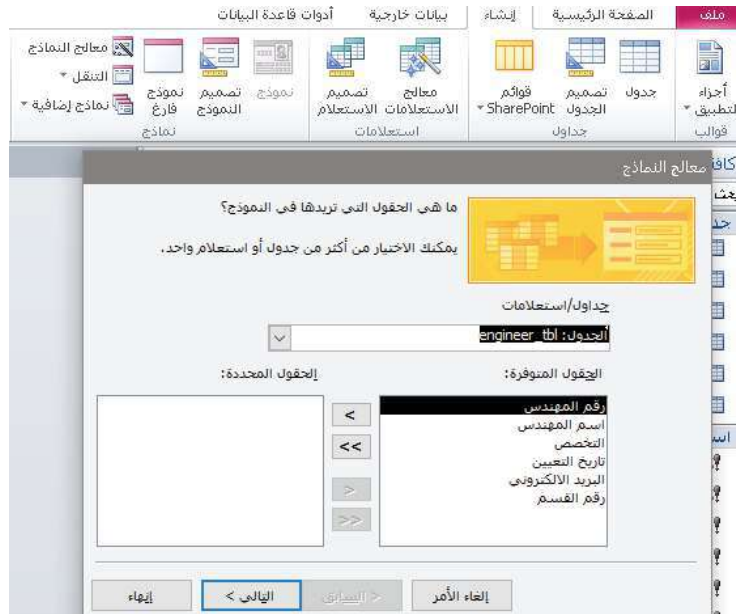 ملف
الصفحة الرئيسية
إنشاء
بيانات خارجية
أدوات قاعدة البيانات
أجزاء
التطبيق
قوالب
جدول
تصميم الجدول
قوائم SharePoint
جداول
معالج الاستعلامات
تصميم الاستعلام
استعلامات
نموذج
تصميم النموذج
نموذج فارغ
معالج النماذج
التنقل
نماذج إضافية
نماذج
معالج النماذج
ما هي الحقول التي تريدها في النموذج؟
يمكنك الاختيار من أكثر من جدول أو استعلام واحد.
جداول/استعلامات
الجدول: engineer_tbl
الحقول المتوفرة:
الحقول المحددة:
رقم المهندس
اسم المهندس
التخصص
تاريخ التعيين
البريد الالكتروني
رقم القسم
>
>>
<
<<
إلغاء الأمر
< السابق
التالي >
إنهاء